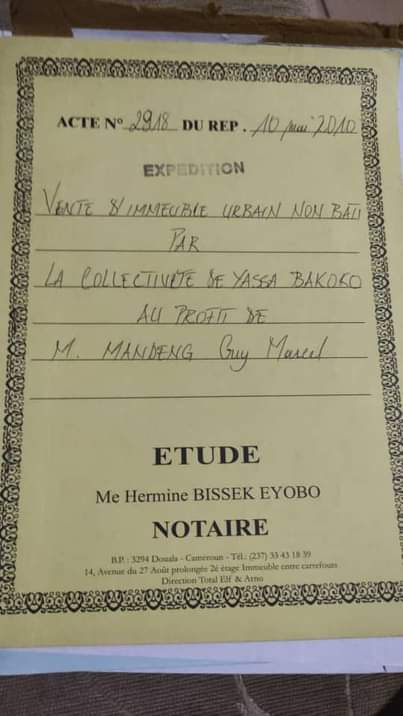 ACTE N° 2918 DU REP. 10 mai 2010
EXPEDITION
VENTE D'IMMEUBLE URBAIN NON BATI
PAR
LA COLLECTIVITE DE YASSA BAKOKO
AU PROFIT DE
M. MANDENG Guy Marcel
ETUDE
Me Hermine BISSEK EYOBO
NOTAIRE
B.P. : 3294 Douala - Cameroun - Tél.: (237) 33 43 18 39
14, Avenue du 27 Août prolongée 2è étage Immeuble entre carrefours
Direction Total Elf & Arno